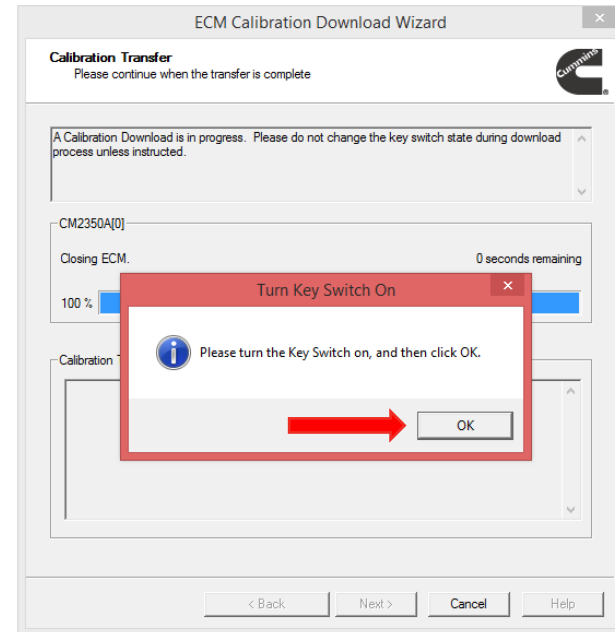 ECM Calibration Download Wizard
Calibration Transfer
Please continue when the transfer is complete
cummins
A Calibration Download is in progress. Please do not change the key switch state during download
process unless instructed.
CM2350A[0]
Closing ECM.
0 seconds remaining
100 %
Turn Key Switch On
Please turn the Key Switch on, and then click OK.
OK
Calibration
< Back
Next >
Cancel
Help